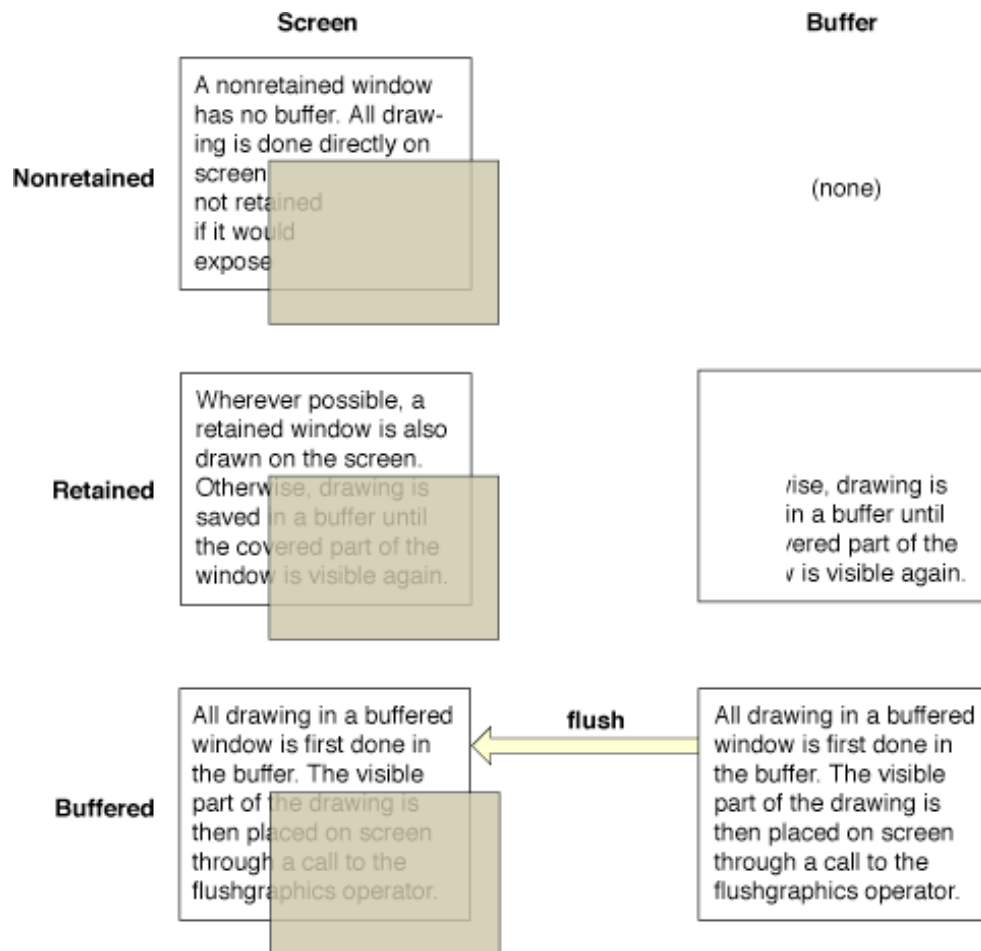 Screen
Buffer
Nonretained
A nonretained window
has no buffer. All draw-
ing is done directly on
screen
not retained
if it would
expose
(none)
Retained
Wherever possible, a
retained window is also
drawn on the screen.
Otherwise, drawing is
saved in a buffer until
the covered part of the
window is visible again.
ise, drawing is
in a buffer until
vered part of the
is visible again.
Buffered
All drawing in a buffered
window is first done in
the buffer. The visible
part of the drawing is
then placed on screen
through a call to the
flushgraphics operator.
flush
All drawing in a buffered
window is first done in
the buffer. The visible
part of the drawing is
then placed on screen
through a call to the
flushgraphics operator.